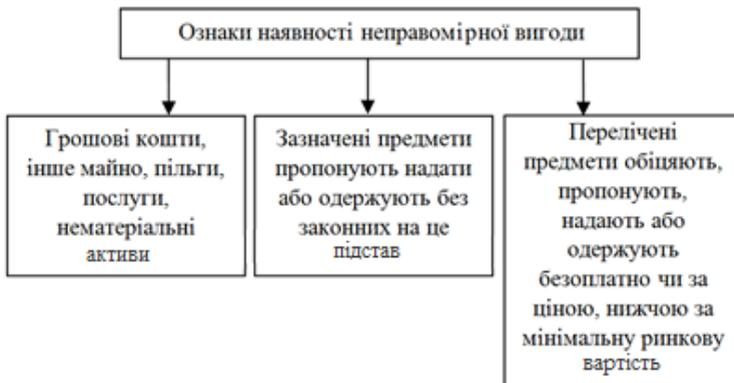 Ознаки наявності неправомірної вигоди
Грошові кошти,
інше майно, пільги,
послуги,
нематеріальні
активи
Зазначені предмети
пропонують надати
або одержують без
законних на це
підстав
Перелічені
предмети обіцяють,
пропонують,
надають або
одержують
безоплатно чи за
ціною, нижчою за
мінімальну ринкову
вартість